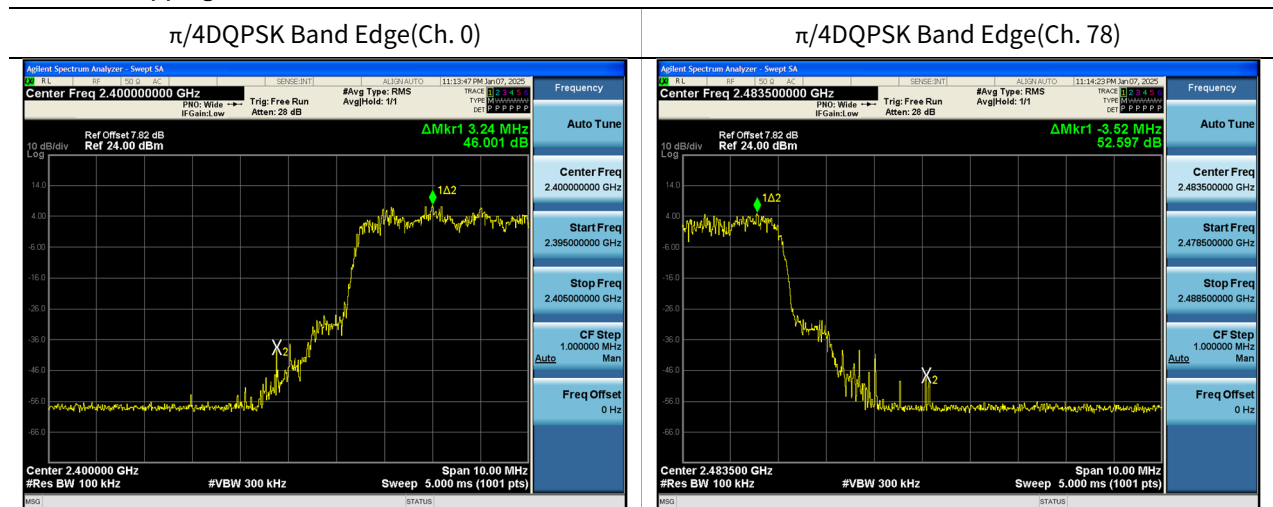 π/4DQPSK Band Edge(Ch. 0)
Agilent Spectrum Analyzer - Swept SA
RL RF 50 Ω AC SENSE:INT ALIGN AUTO 11:13:47 PM Jan 07, 2025
Center Freq 2.400000000 GHz
PNO: Wide
IFGain:Low
Trig: Free Run
Atten: 28 dB
#Avg Type: RMS
Avg|Hold: 1/1
TRACE 1 2 3 4 5 6
TYPE M
DET P P P P P P
Ref Offset 7.82 dB
Ref 24.00 dBm
10 dB/div
Log
ΔMkr1 3.24 MHz
46.001 dB
14.0
4.00
-6.00
-16.0
-26.0
-36.0
-46.0
-56.0
-66.0
1Δ2
X2
Center 2.400000 GHz
Span 10.00 MHz
#Res BW 100 kHz
#VBW 300 kHz
Sweep 5.000 ms (1001 pts)
MSG
STATUS
Frequency
Auto Tune
Center Freq
2.400000000 GHz
Start Freq
2.395000000 GHz
Stop Freq
2.405000000 GHz
CF Step
1.000000 MHz
Auto Man
Freq Offset
0 Hz
π/4DQPSK Band Edge(Ch. 78)
Agilent Spectrum Analyzer - Swept SA
RL RF 50 Ω AC SENSE:INT ALIGN AUTO 11:14:23 PM Jan 07, 2025
Center Freq 2.483500000 GHz
PNO: Wide
IFGain:Low
Trig: Free Run
Atten: 28 dB
#Avg Type: RMS
Avg|Hold: 1/1
TRACE 1 2 3 4 5 6
TYPE M
DET P P P P P P
Ref Offset 7.82 dB
Ref 24.00 dBm
10 dB/div
Log
ΔMkr1 -3.52 MHz
52.597 dB
14.0
4.00
-6.00
-16.0
-26.0
-36.0
-46.0
-56.0
-66.0
1Δ2
X2
Center 2.483500 GHz
Span 10.00 MHz
#Res BW 100 kHz
#VBW 300 kHz
Sweep 5.000 ms (1001 pts)
MSG
STATUS
Frequency
Auto Tune
Center Freq
2.483500000 GHz
Start Freq
2.478500000 GHz
Stop Freq
2.488500000 GHz
CF Step
1.000000 MHz
Auto Man
Freq Offset
0 Hz